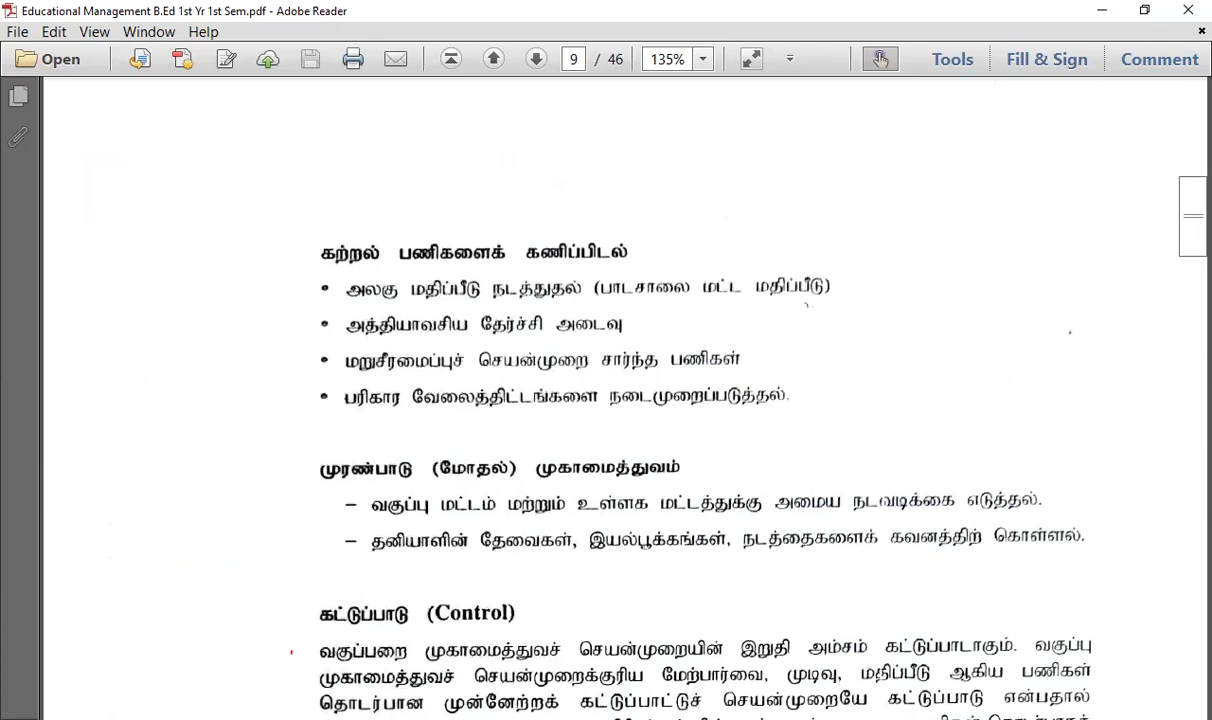 Educational Management B.Ed 1st Yr 1st Sem.pdf - Adobe Reader
File Edit View Window Help
Open 9 / 46 135% Tools Fill & Sign Comment
கற்றல் பணிகளைக் கணிப்பிடல்
• அலகு மதிப்பீடு நடத்துதல் (பாடசாலை மட்ட மதிப்பீடு)
• அத்தியாவசிய தேர்ச்சி அடைவு
• மறுசீரமைப்புச் செயன்முறை சார்ந்த பணிகள்
• பரிகார வேலைத்திட்டங்களை நடைமுறைப்படுத்தல்.
முரண்பாடு (மோதல்) முகாமைத்துவம்
– வகுப்பு மட்டம் மற்றும் உள்ளக மட்டத்துக்கு அமைய நடவடிக்கை எடுத்தல்.
– தனியாளின் தேவைகள், இயல்பூக்கங்கள், நடத்தைகளைக் கவனத்திற் கொள்ளல்.
கட்டுப்பாடு (Control)
வகுப்பறை முகாமைத்துவச் செயன்முறையின் இறுதி அம்சம் கட்டுப்பாடாகும். வகுப்பு
முகாமைத்துவச் செயன்முறைக்குரிய மேற்பார்வை, முடிவு, மதிப்பீடு ஆகிய பணிகள்
தொடர்பான முன்னேற்றக் கட்டுப்பாட்டுச் செயன்முறையே கட்டுப்பாடு என்பதால்